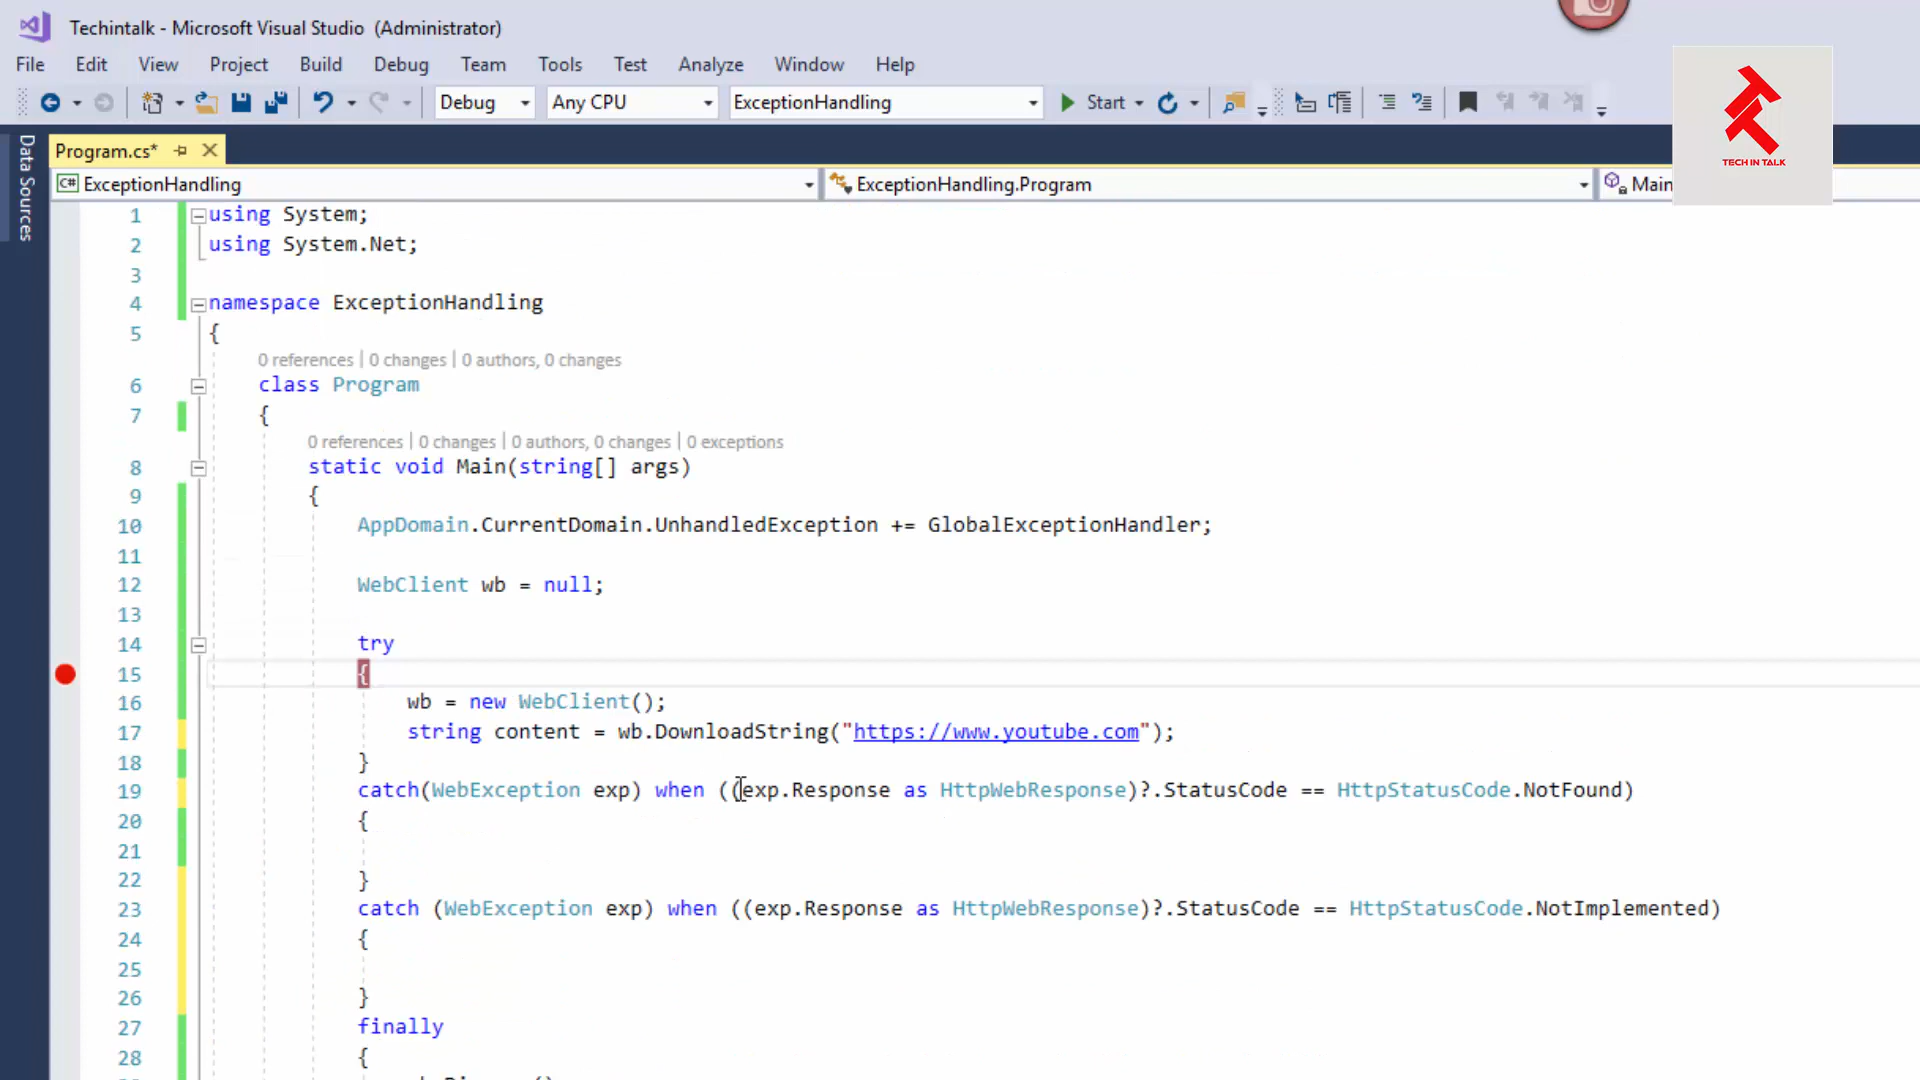 Techintalk - Microsoft Visual Studio (Administrator)
File Edit View Project Build Debug Team Tools Test Analyze Window Help
Debug Any CPU ExceptionHandling Start
TECH IN TALK
Data Sources
Program.cs*
C# ExceptionHandling ExceptionHandling.Program Main
1 using System;
2 using System.Net;
3
4 namespace ExceptionHandling
5 {
0 references | 0 changes | 0 authors, 0 changes
6 class Program
7 {
0 references | 0 changes | 0 authors, 0 changes | 0 exceptions
8 static void Main(string[] args)
9 {
10 AppDomain.CurrentDomain.UnhandledException += GlobalExceptionHandler;
11
12 WebClient wb = null;
13
14 try
15 {
16 wb = new WebClient();
17 string content = wb.DownloadString("https://www.youtube.com");
18 }
19 catch(WebException exp) when ((exp.Response as HttpWebResponse)?.StatusCode == HttpStatusCode.NotFound)
20 {
21
22 }
23 catch (WebException exp) when ((exp.Response as HttpWebResponse)?.StatusCode == HttpStatusCode.NotImplemented)
24 {
25
26 }
27 finally
28 {